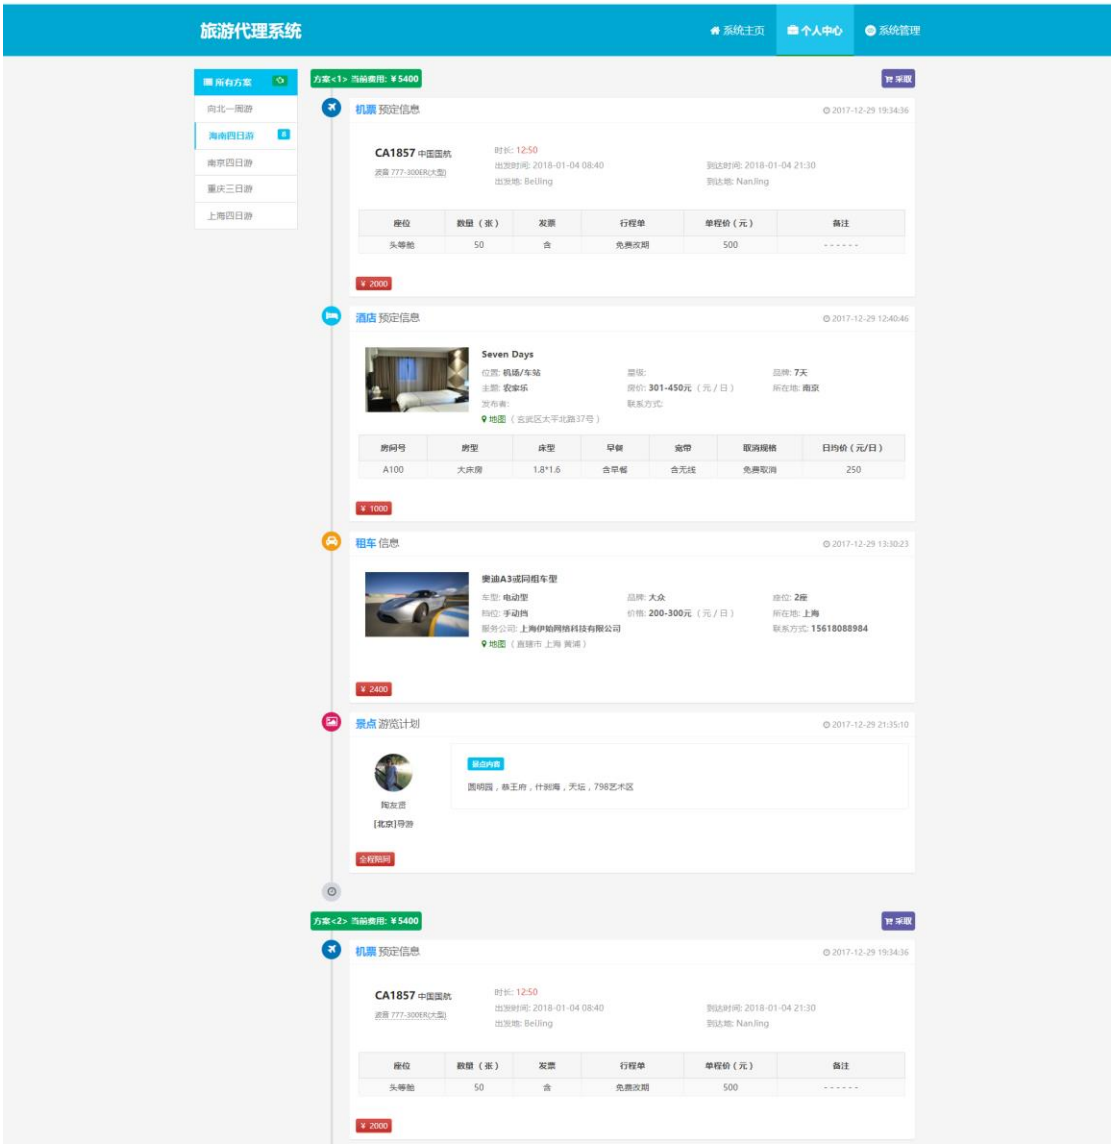 旅游代理系统
系统主页 个人中心 系统管理
所有方案
向北一周游
海南四日游 8
南京四日游
重庆三日游
上海四日游
方案<1> 当前费用: ¥5400 采取
机票 预定信息 2017-12-29 19:34:36
CA1857 中国国航 时长: 12:50
波音 777-300ER(大型) 出发时间: 2018-01-04 08:40 到达时间: 2018-01-04 21:30
出发地: BeiJing 到达地: NanJing
座位 数量（张） 发票 行程单 单程价（元） 备注
头等舱 50 含 免费改期 500 ------
¥ 2000
酒店 预定信息 2017-12-29 12:40:46
Seven Days
位置: 机场/车站 星级: 品牌: 7天
主题: 农家乐 房价: 301-450元（元/日） 所在地: 南京
发布者: 联系方式:
地图（玄武区太平北路37号）
房间号 房型 床型 早餐 宽带 取消规格 日均价（元/日）
A100 大床房 1.8*1.6 含早餐 含无线 免费取消 250
¥ 1000
租车 信息 2017-12-29 13:30:23
奥迪A3或同组车型
车型: 电动型 品牌: 大众 座位: 2座
档位: 手动挡 价格: 200-300元（元/日） 所在地: 上海
服务公司: 上海伊始网络科技有限公司 联系方式: 15618088984
地图（直辖市 上海 黄浦）
¥ 2400
景点 游览计划 2017-12-29 21:35:10
景点内容
圆明园，恭王府，什刹海，天坛，798艺术区
陶友贤
[北京]导游
全程陪同
方案<2> 当前费用: ¥5400 采取
机票 预定信息 2017-12-29 19:34:36
CA1857 中国国航 时长: 12:50
波音 777-300ER(大型) 出发时间: 2018-01-04 08:40 到达时间: 2018-01-04 21:30
出发地: BeiJing 到达地: NanJing
座位 数量（张） 发票 行程单 单程价（元） 备注
头等舱 50 含 免费改期 500 ------
¥ 2000